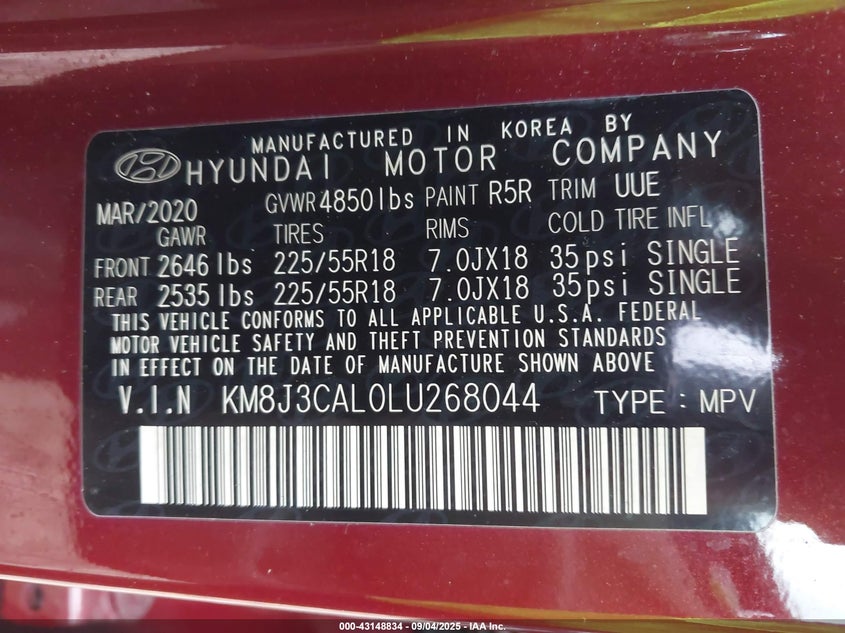 MANUFACTURED IN KOREA BY
HYUNDAI MOTOR COMPANY
MAR/2020 GVWR 4850lbs PAINT R5R TRIM UUE
GAWR TIRES RIMS COLD TIRE INFL
FRONT 2646 lbs 225/55R18 7.0JX18 35psi SINGLE
REAR 2535 lbs 225/55R18 7.0JX18 35psi SINGLE
THIS VEHICLE CONFORMS TO ALL APPLICABLE U.S.A. FEDERAL
MOTOR VEHICLE SAFETY AND THEFT PREVENTION STANDARDS
IN EFFECT ON THE DATE OF MANUFACTURE SHOWN ABOVE
V.I.N KM8J3CAL0LU268044 TYPE : MPV
000-43148834 - 09/04/2025 - IAA Inc.